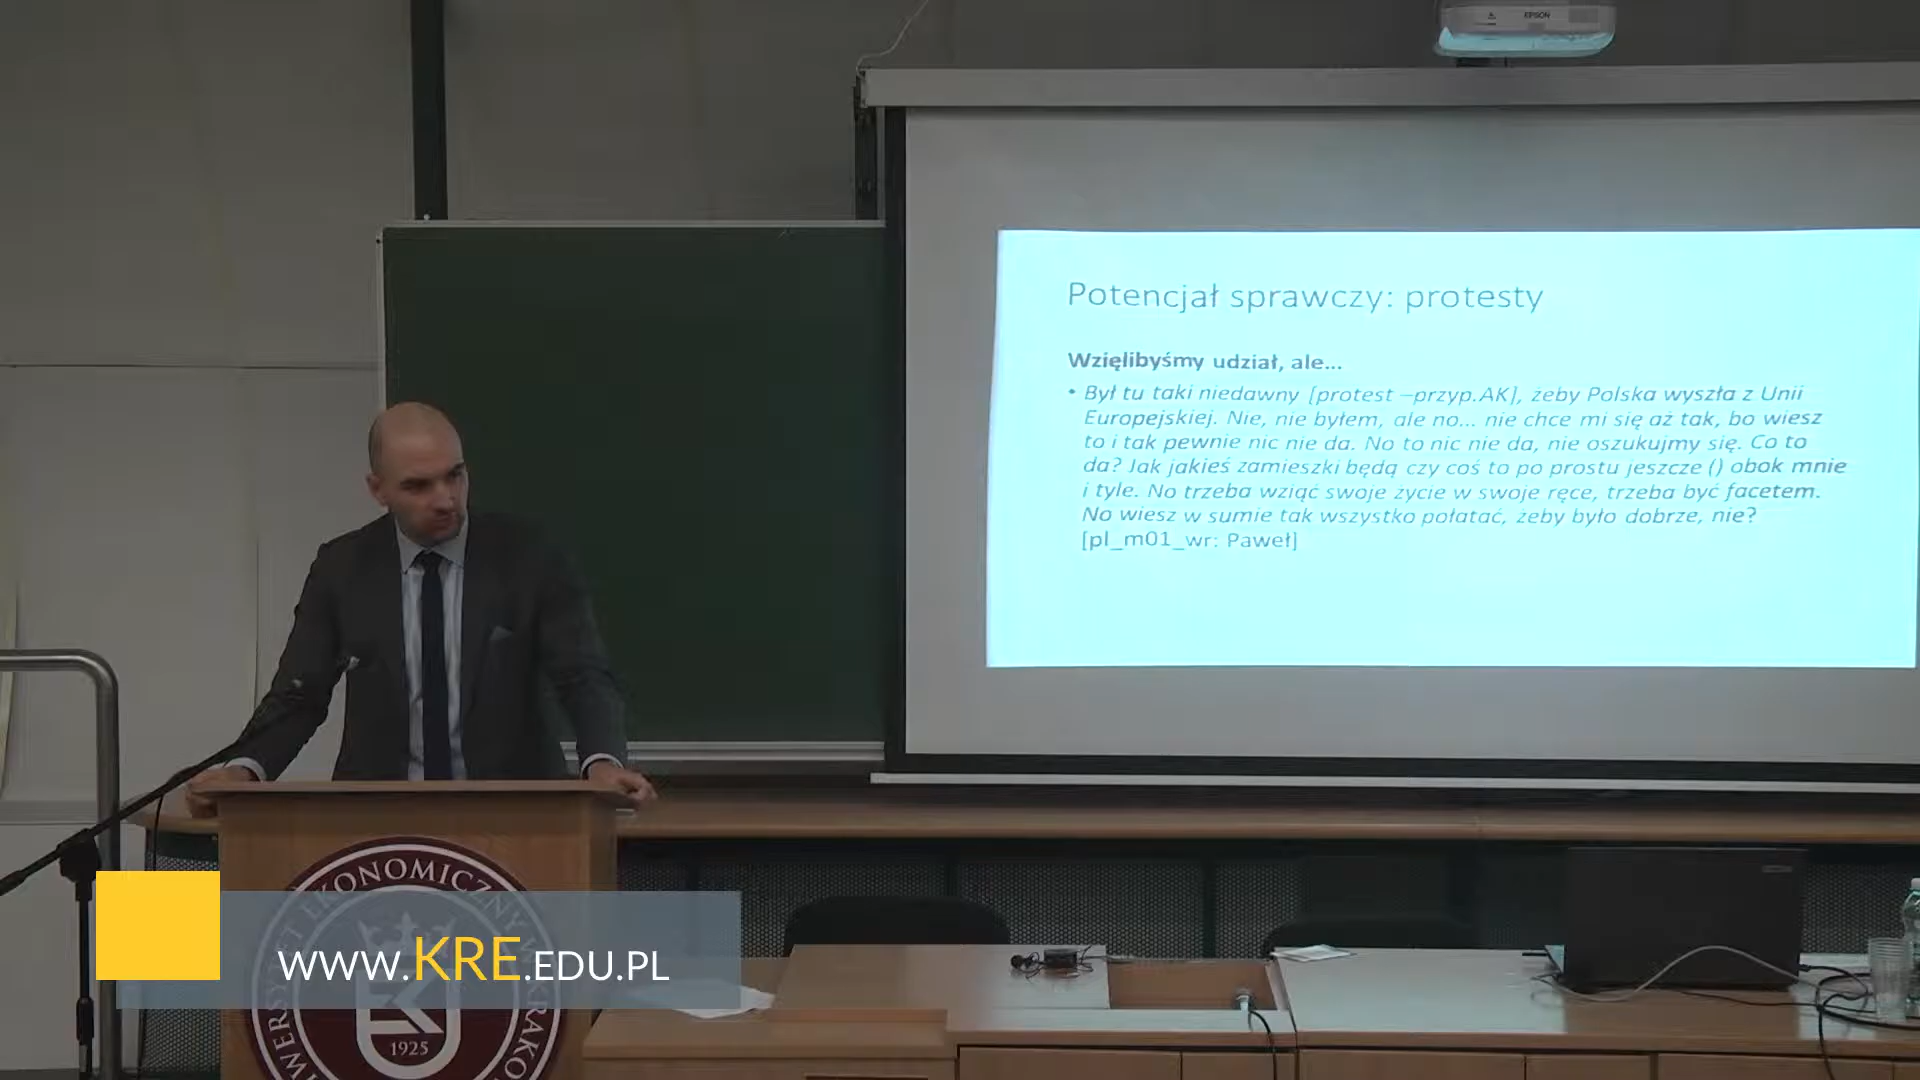 EPSON
Potencjał sprawczy: protesty
Wzięlibyśmy udział, ale...
• Był tu taki niedawny [protest –przyp.AK], żeby Polska wyszła z Unii
Europejskiej. Nie, nie byłem, ale no... nie chce mi się aż tak, bo wiesz
to i tak pewnie nic nie da. No to nic nie da, nie oszukujmy się. Co to
da? Jak jakieś zamieszki będą czy coś to po prostu jeszcze () obok mnie
i tyle. No trzeba wziąć swoje życie w swoje ręce, trzeba być facetem.
No wiesz w sumie tak wszystko połatać, żeby było dobrze, nie?
[pl_m01_wr: Paweł]
EKONOMICZNY W KRAKO
1925
WWW.KRE.EDU.PL